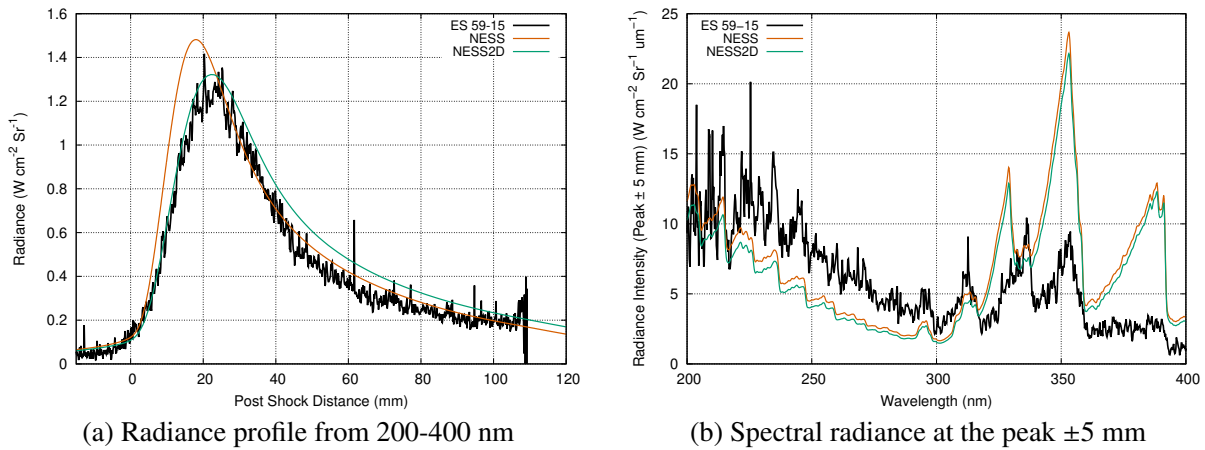 ES 59-15
NESS
NESS2D
Radiance (W cm⁻² Sr⁻¹)
1.6
1.4
1.2
1
0.8
0.6
0.4
0.2
0
0 20 40 60 80 100 120
Post Shock Distance (mm)
(a) Radiance profile from 200-400 nm
ES 59−15
NESS
NESS2D
Radiance Intensity (Peak ± 5 mm) (W cm⁻² Sr⁻¹ um⁻¹)
25
20
15
10
5
0
200 250 300 350 400
Wavelength (nm)
(b) Spectral radiance at the peak ±5 mm